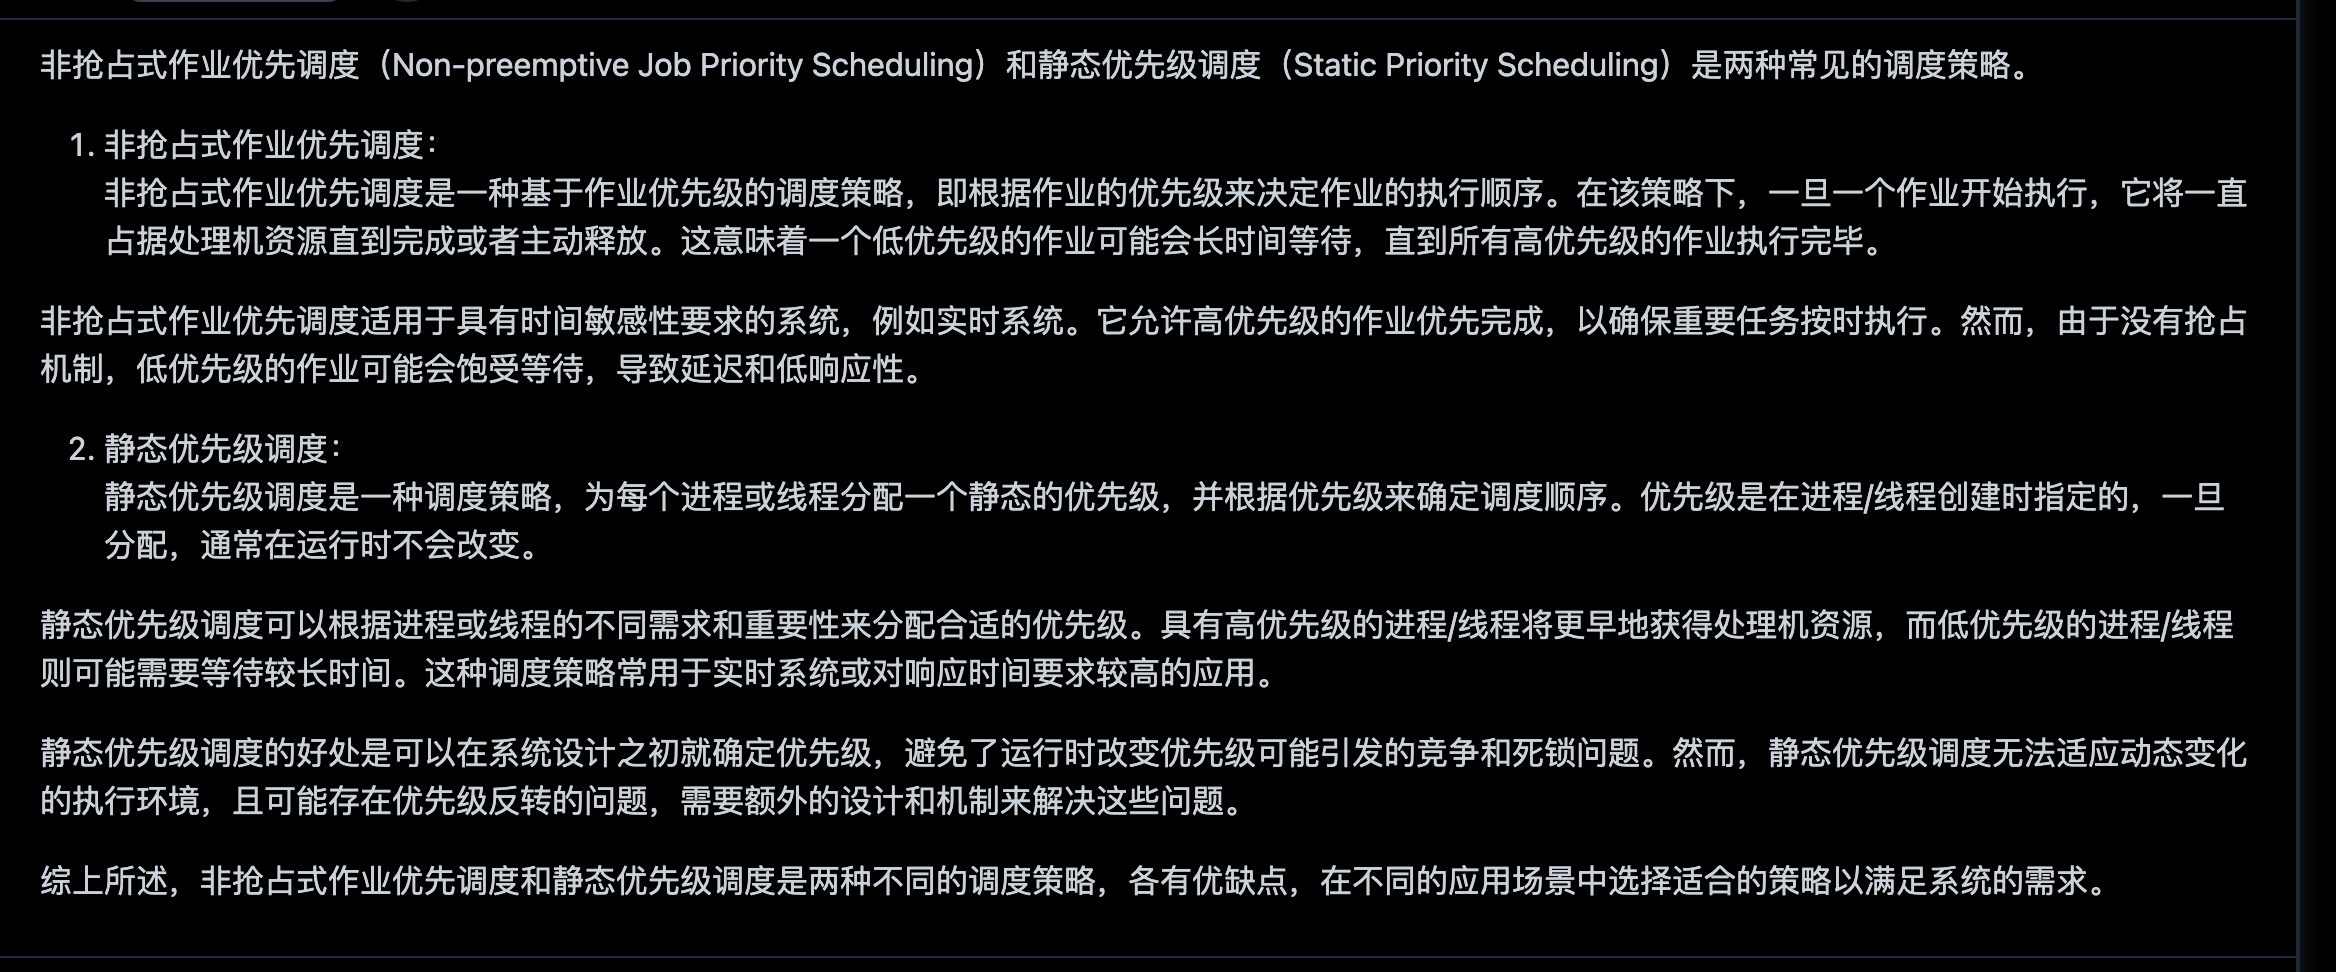 非抢占式作业优先调度（Non-preemptive Job Priority Scheduling）和静态优先级调度（Static Priority Scheduling）是两种常见的调度策略。
1. 非抢占式作业优先调度：
非抢占式作业优先调度是一种基于作业优先级的调度策略，即根据作业的优先级来决定作业的执行顺序。在该策略下，一旦一个作业开始执行，它将一直
占据处理机资源直到完成或者主动释放。这意味着一个低优先级的作业可能会长时间等待，直到所有高优先级的作业执行完毕。
非抢占式作业优先调度适用于具有时间敏感性要求的系统，例如实时系统。它允许高优先级的作业优先完成，以确保重要任务按时执行。然而，由于没有抢占
机制，低优先级的作业可能会饱受等待，导致延迟和低响应性。
2. 静态优先级调度：
静态优先级调度是一种调度策略，为每个进程或线程分配一个静态的优先级，并根据优先级来确定调度顺序。优先级是在进程/线程创建时指定的，一旦
分配，通常在运行时不会改变。
静态优先级调度可以根据进程或线程的不同需求和重要性来分配合适的优先级。具有高优先级的进程/线程将更早地获得处理机资源，而低优先级的进程/线程
则可能需要等待较长时间。这种调度策略常用于实时系统或对响应时间要求较高的应用。
静态优先级调度的好处是可以在系统设计之初就确定优先级，避免了运行时改变优先级可能引发的竞争和死锁问题。然而，静态优先级调度无法适应动态变化
的执行环境，且可能存在优先级反转的问题，需要额外的设计和机制来解决这些问题。
综上所述，非抢占式作业优先调度和静态优先级调度是两种不同的调度策略，各有优缺点，在不同的应用场景中选择适合的策略以满足系统的需求。